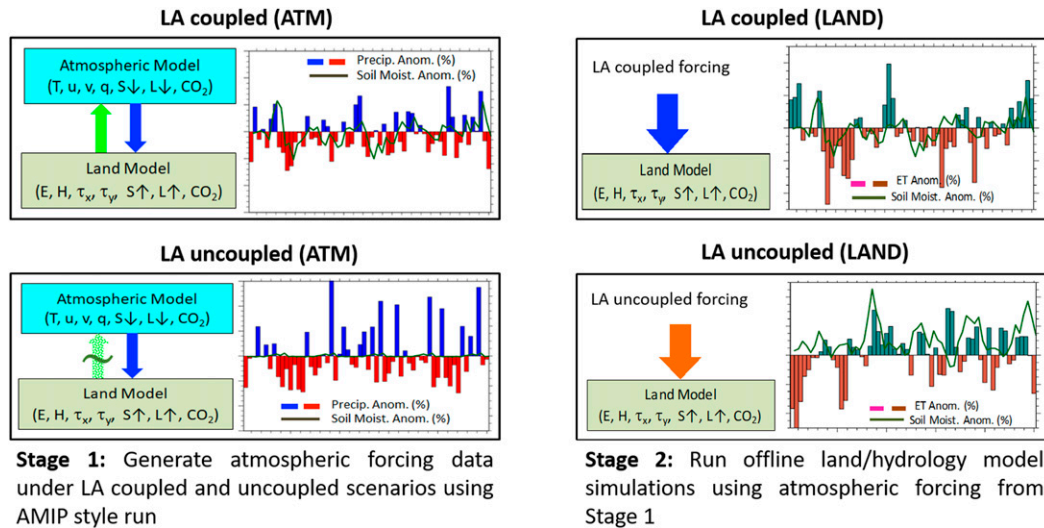 LA coupled (ATM)
Atmospheric Model
(T, u, v, q, S↓, L↓, CO₂)
Land Model
(E, H, τₓ, τᵧ, S↑, L↑, CO₂)
Precip. Anom. (%)
Soil Moist. Anom. (%)
LA coupled (LAND)
LA coupled forcing
Land Model
(E, H, τₓ, τᵧ, S↑, L↑, CO₂)
ET Anom. (%)
Soil Moist. Anom. (%)
LA uncoupled (ATM)
Atmospheric Model
(T, u, v, q, S↓, L↓, CO₂)
Land Model
(E, H, τₓ, τᵧ, S↑, L↑, CO₂)
Precip. Anom. (%)
Soil Moist. Anom. (%)
LA uncoupled (LAND)
LA uncoupled forcing
Land Model
(E, H, τₓ, τᵧ, S↑, L↑, CO₂)
ET Anom. (%)
Soil Moist. Anom. (%)
Stage 1: Generate atmospheric forcing data
under LA coupled and uncoupled scenarios using
AMIP style run
Stage 2: Run offline land/hydrology model
simulations using atmospheric forcing from
Stage 1